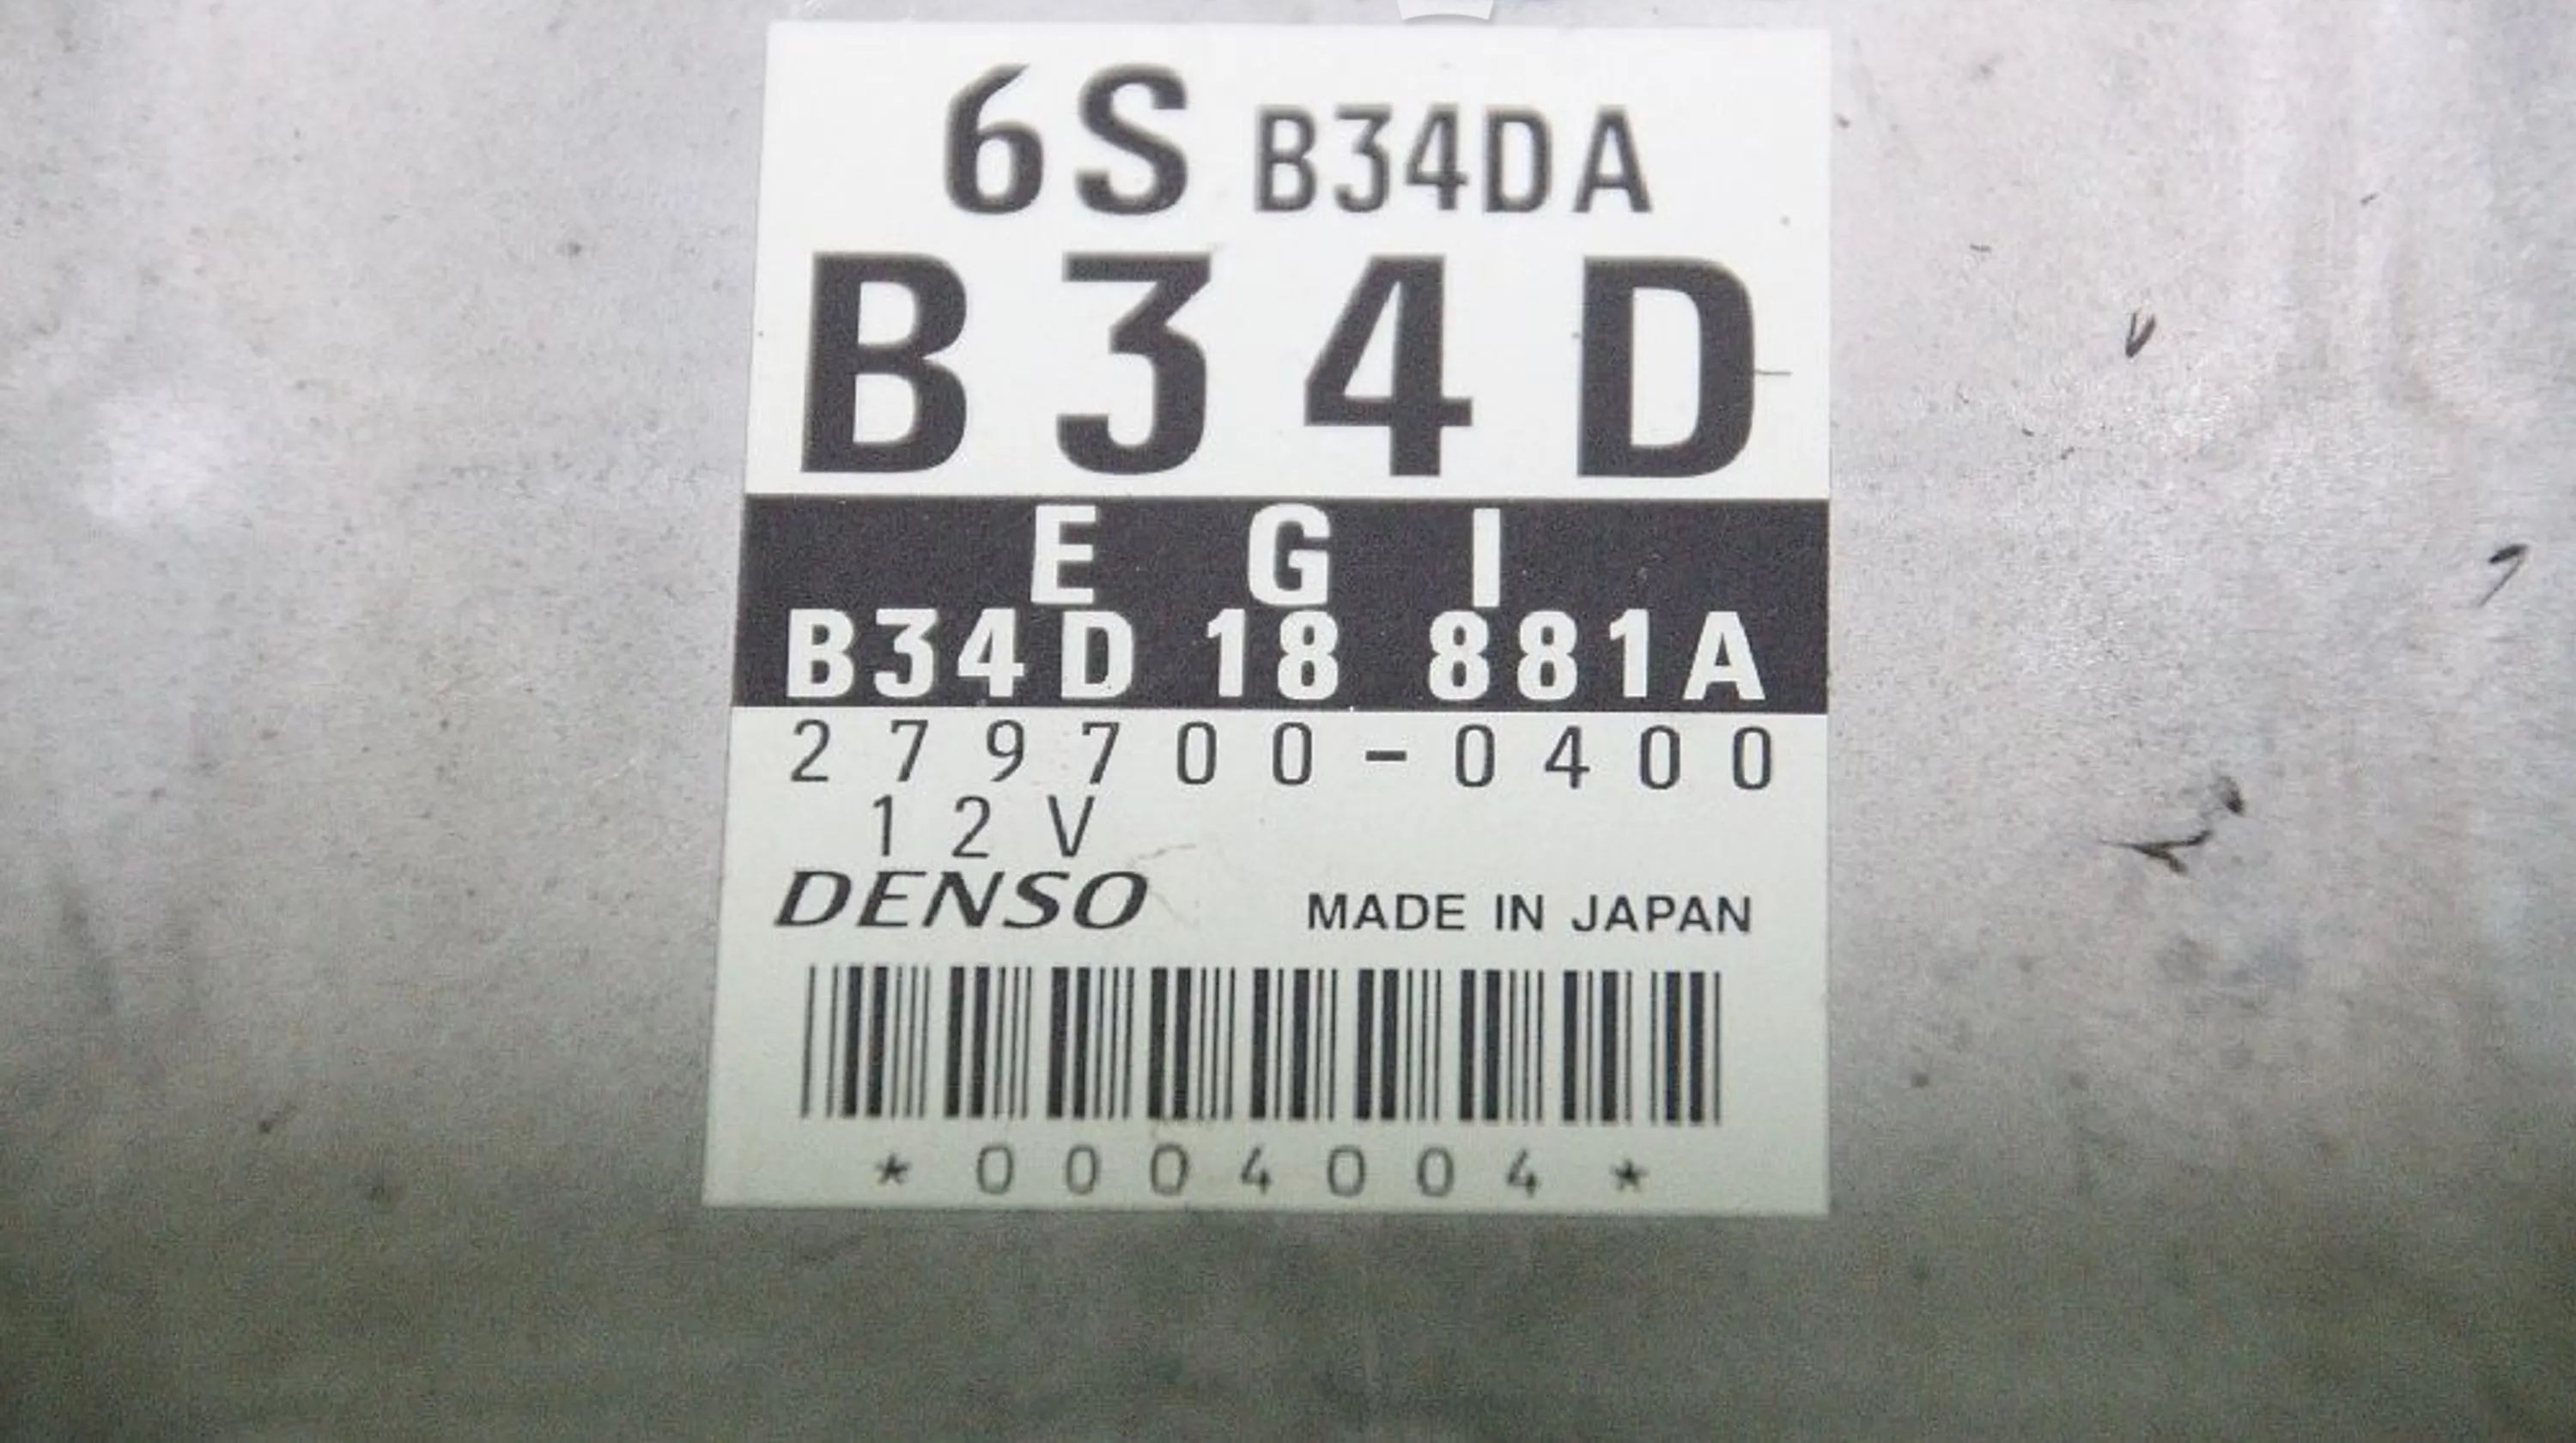 6S B34DA
B34D
EGI
B34D 18 881A
279700-0400
12V
DENSO MADE IN JAPAN
*0004004*